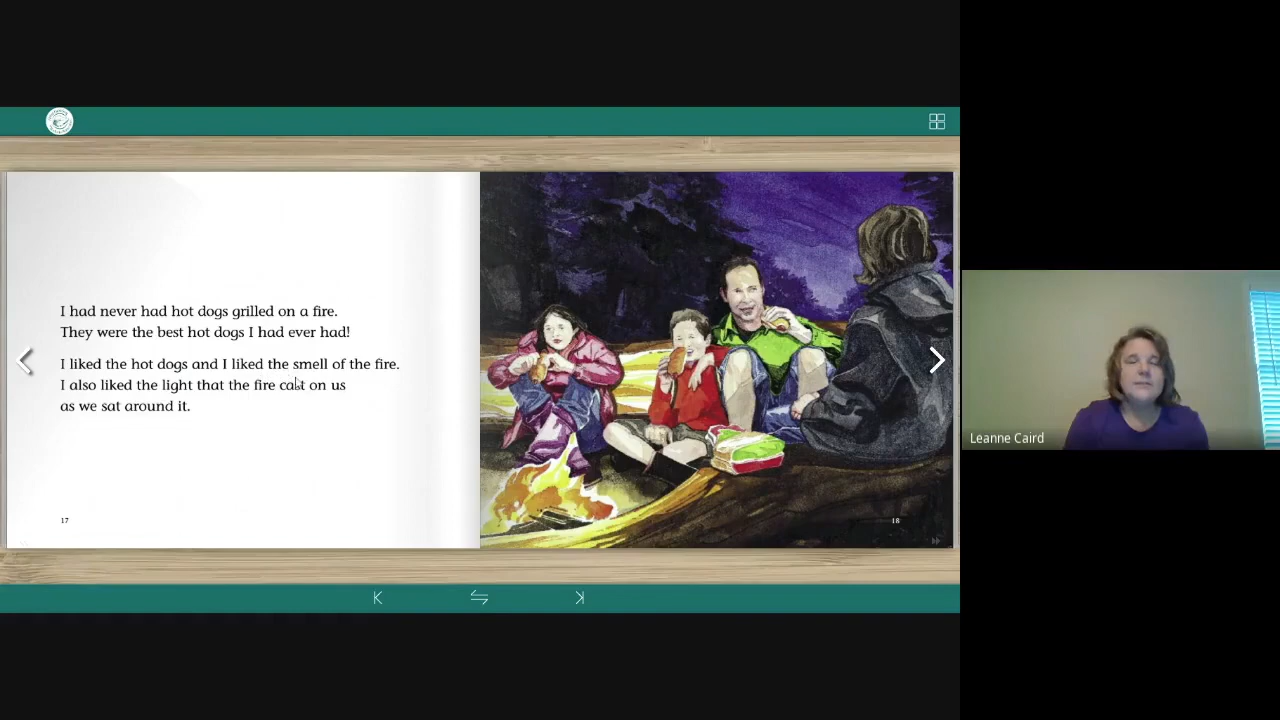 I had never had hot dogs grilled on a fire.
They were the best hot dogs I had ever had!
I liked the hot dogs and I liked the smell of the fire.
I also liked the light that the fire cast on us
as we sat around it.
17
18
Leanne Caird